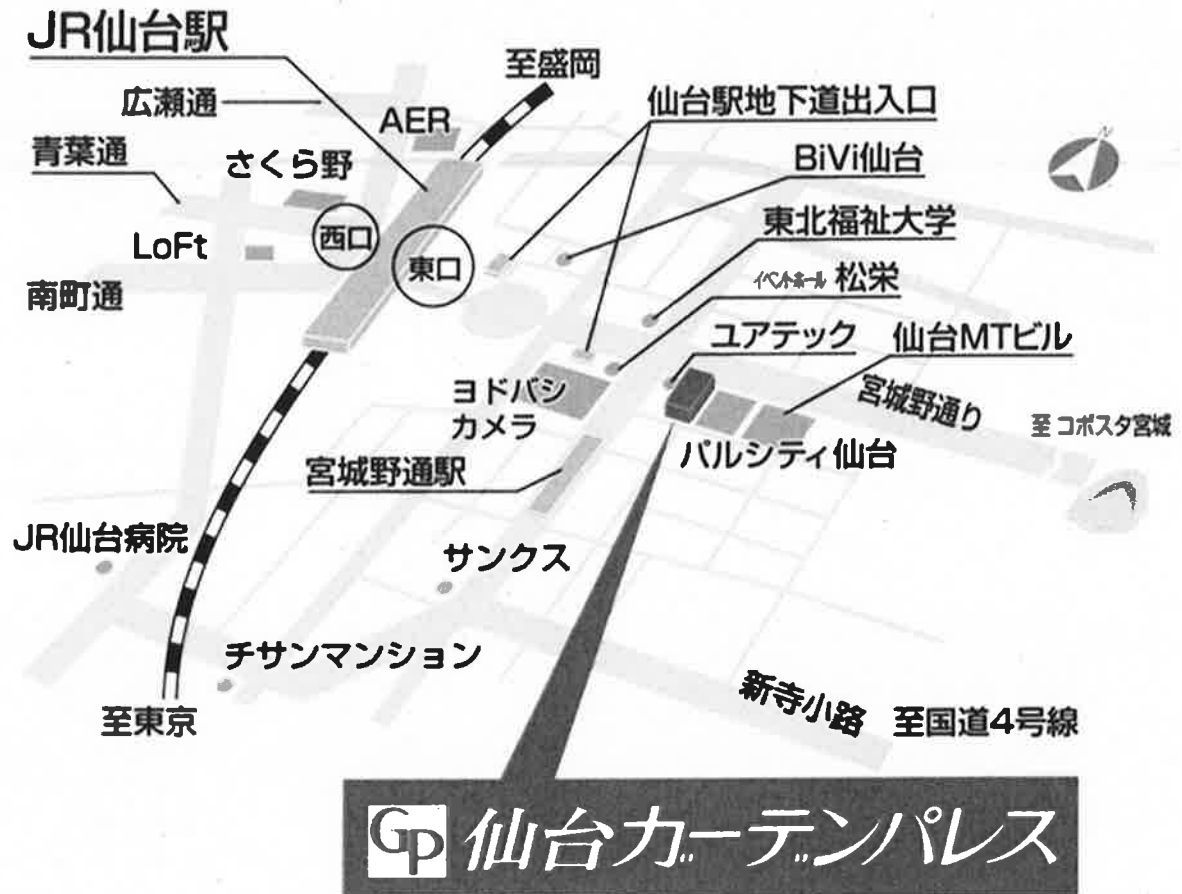 JR仙台駅
至盛岡
広瀬通
AER
仙台駅地下道出入口
青葉通
さくら野
BiVi仙台
N
西口
東口
東北福祉大学
LoFt
イベントホール 松栄
南町通
ユアテック
仙台MTビル
ヨドバシ
カメラ
宮城野通り
至 コボスタ宮城
パルシティ仙台
宮城野通駅
JR仙台病院
サンクス
チサンマンション
新寺小路
至国道4号線
至東京
GP 仙台ガーデンパレス